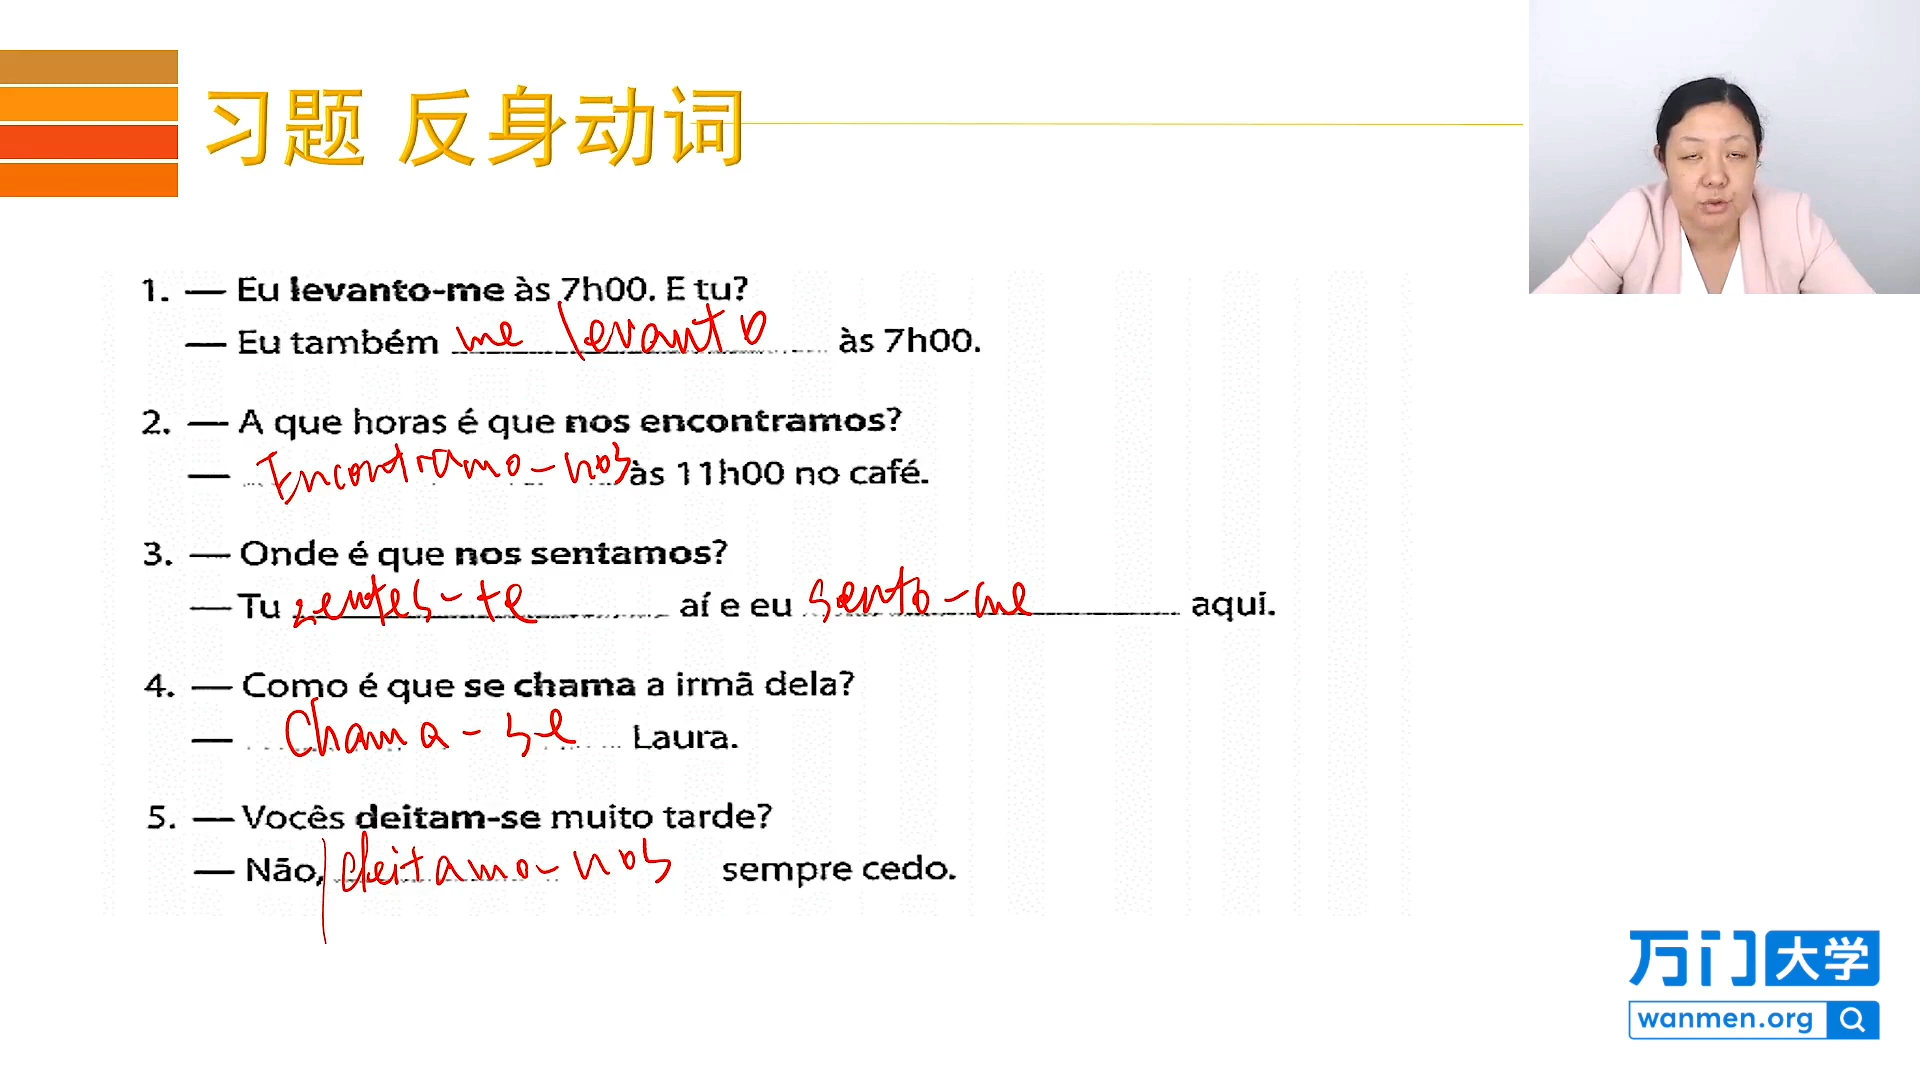 习题 反身动词
1. — Eu levanto-me às 7h00. E tu?
— Eu também me levanto às 7h00.
2. — A que horas é que nos encontramos?
— Encontramo-nos às 11h00 no café.
3. — Onde é que nos sentamos?
— Tu sentes-te aí e eu sento-me aqui.
4. — Como é que se chama a irmã dela?
— Chama-se Laura.
5. — Vocês deitam-se muito tarde?
— Não, deitamo-nos sempre cedo.
万门大学
wanmen.org